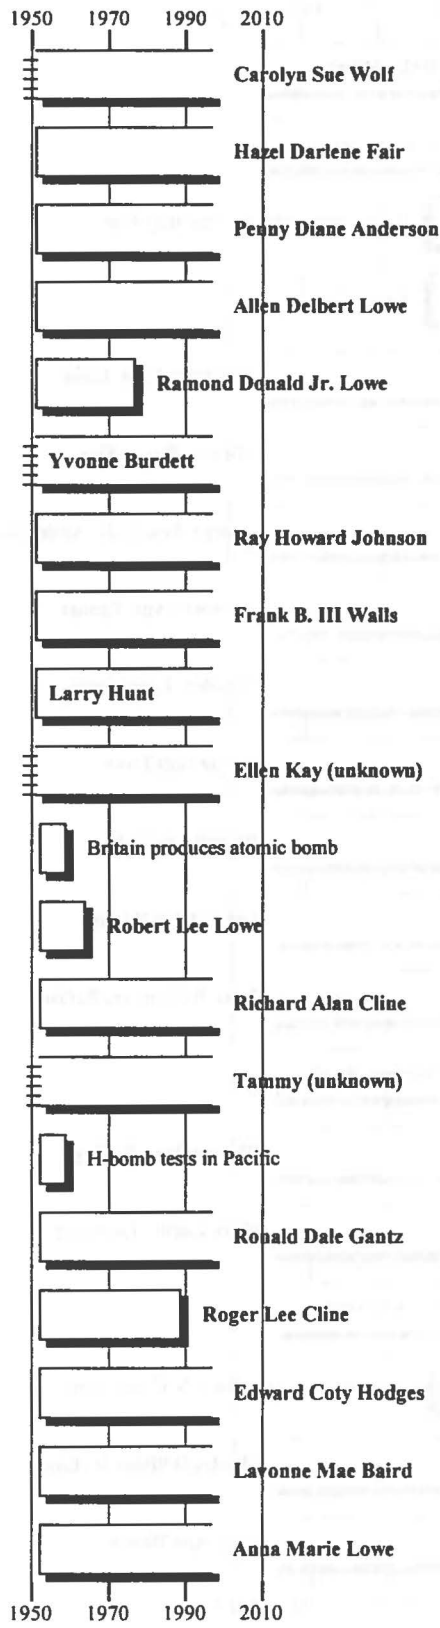 1950 1970 1990 2010
Carolyn Sue Wolf
Hazel Darlene Fair
Penny Diane Anderson
Allen Delbert Lowe
Ramond Donald Jr. Lowe
Yvonne Burdett
Ray Howard Johnson
Frank B. III Walls
Larry Hunt
Ellen Kay (unknown)
Britain produces atomic bomb
Robert Lee Lowe
Richard Alan Cline
Tammy (unknown)
H-bomb tests in Pacific
Ronald Dale Gantz
Roger Lee Cline
Edward Coty Hodges
Lavonne Mae Baird
Anna Marie Lowe
1950 1970 1990 2010